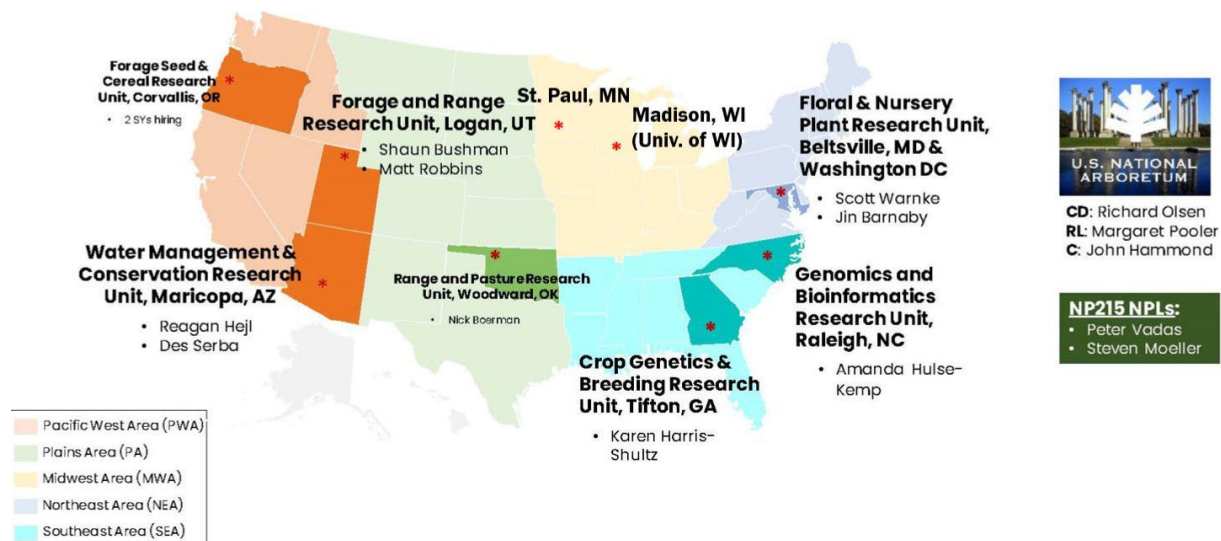 Forage Seed &
Cereal Research
Unit, Corvallis, OR
• 2 SYs hiring
Forage and Range
Research Unit, Logan, UT
• Shaun Bushman
• Matt Robbins
St. Paul, MN
Madison, WI
(Univ. of WI)
Floral & Nursery
Plant Research Unit,
Beltsville, MD &
Washington DC
• Scott Warnke
• Jin Barnaby
U.S. NATIONAL
ARBORETUM
CD: Richard Olsen
RL: Margaret Pooler
C: John Hammond
Water Management &
Conservation Research
Unit, Maricopa, AZ
• Reagan Hejl
• Des Serba
Range and Pasture Research
Unit, Woodward, OK
• Nick Boerman
Genomics and
Bioinformatics
Research Unit,
Raleigh, NC
• Amanda Hulse-
Kemp
NP215 NPLs:
• Peter Vadas
• Steven Moeller
Crop Genetics &
Breeding Research
Unit, Tifton, GA
• Karen Harris-
Shultz
Pacific West Area (PWA)
Plains Area (PA)
Midwest Area (MWA)
Northeast Area (NEA)
Southeast Area (SEA)